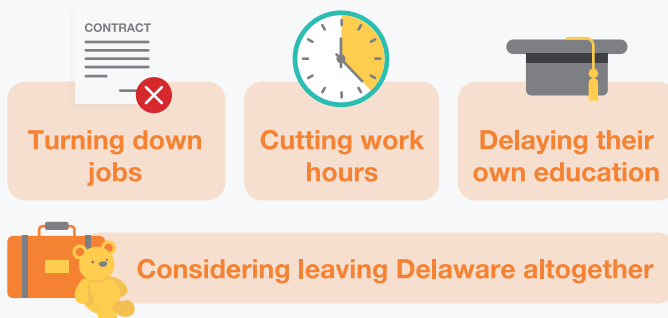 CONTRACT
Turning down
jobs
Cutting work
hours
Delaying their
own education
Considering leaving Delaware altogether